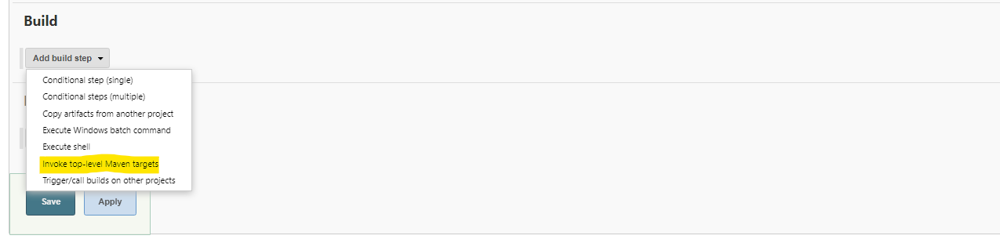 Build
Add build step
Conditional step (single)
Conditional steps (multiple)
Copy artifacts from another project
Execute Windows batch command
Execute shell
Invoke top-level Maven targets
Trigger/call builds on other projects
Save Apply